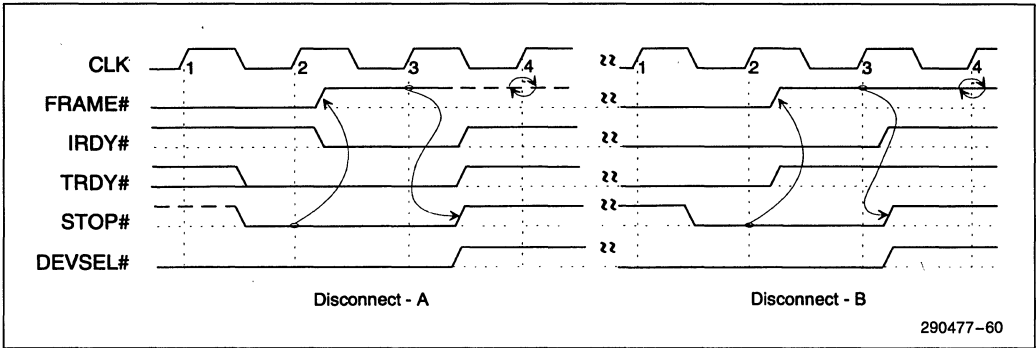 CLK 1 2 3 4 1 2 3 4
FRAME#
IRDY#
TRDY#
STOP#
DEVSEL#
Disconnect - A Disconnect - B
290477-60